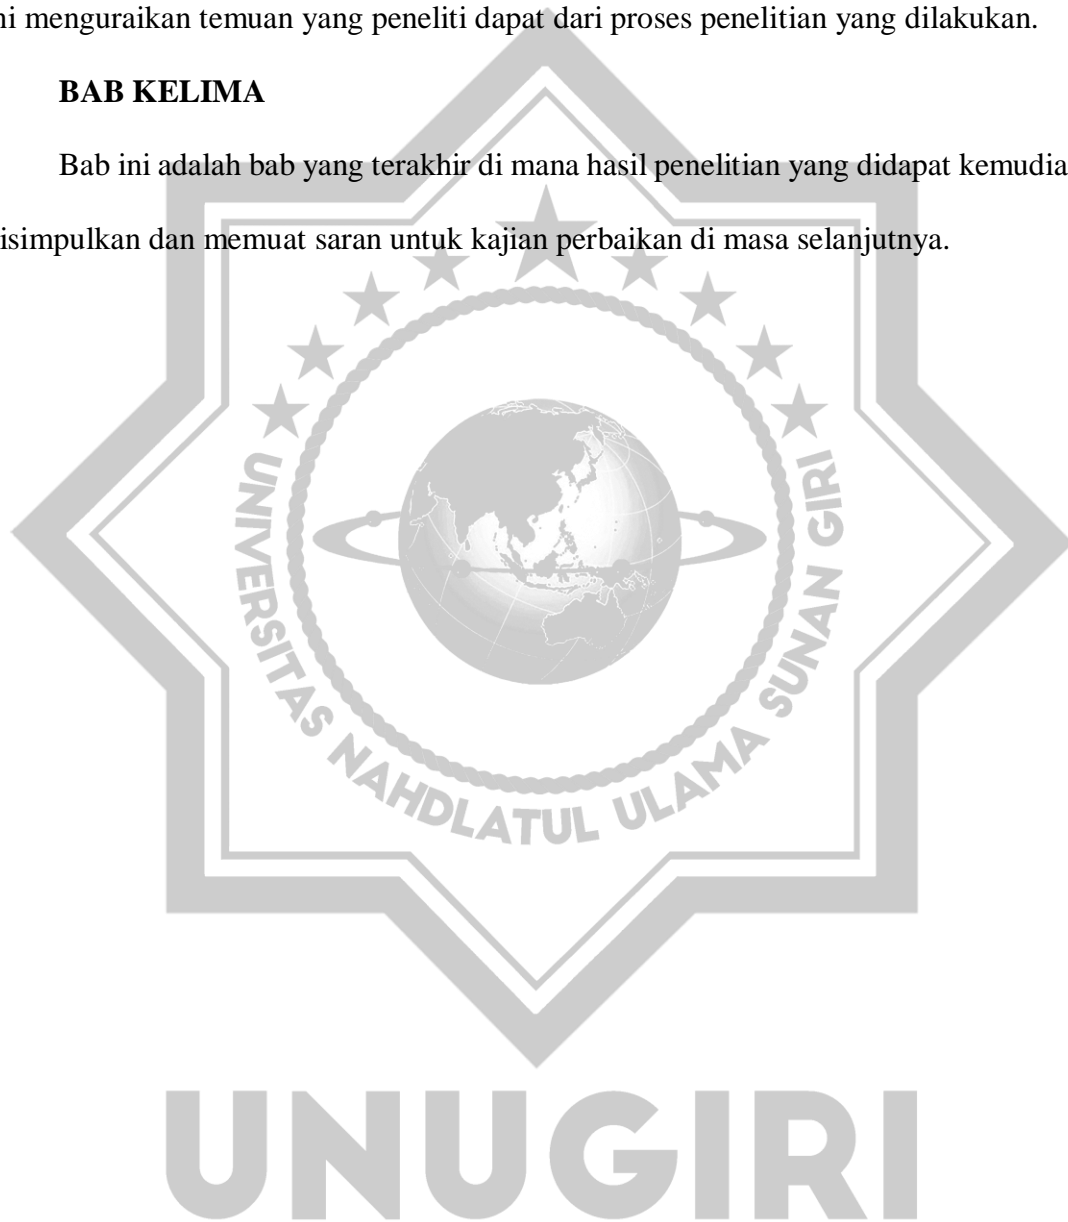 ni menguraikan temuan yang peneliti dapat dari proses penelitian yang dilakukan.
BAB KELIMA
Bab ini adalah bab yang terakhir di mana hasil penelitian yang didapat kemudia
isimpulkan dan memuat saran untuk kajian perbaikan di masa selanjutnya.
UNIVERSITAS NAHDLATUL ULAMA SUNAN GIRI
UNUGIRI